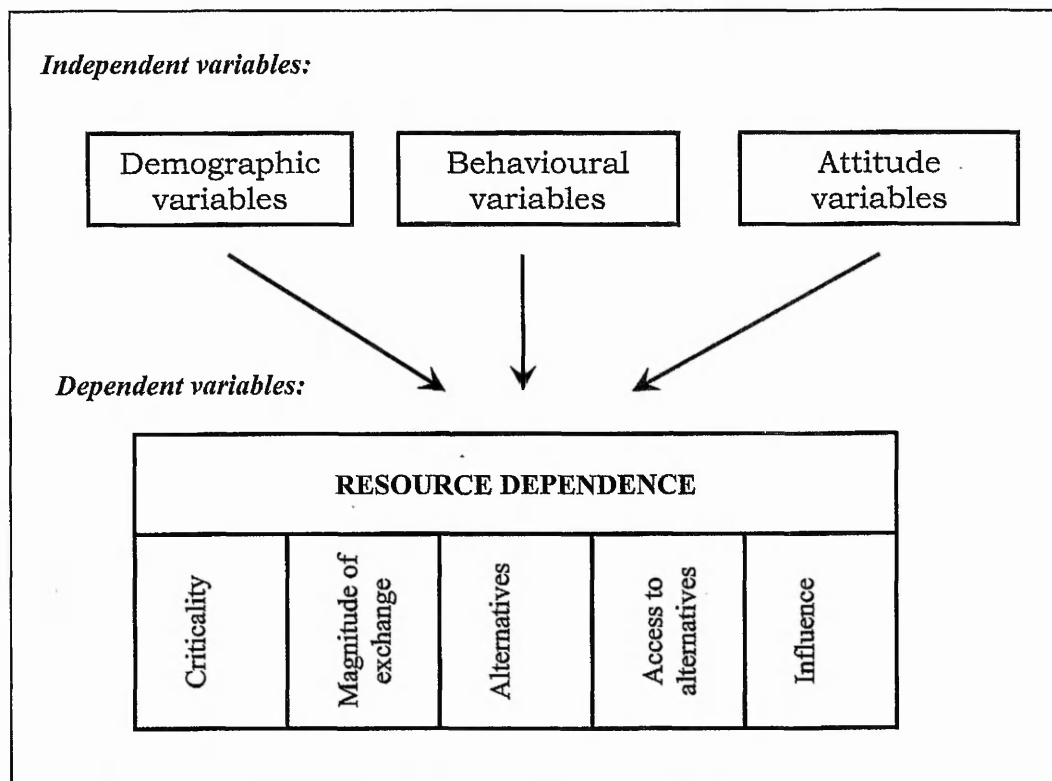 Independent variables:
Demographic
variables
Behavioural
variables
Attitude
variables
Dependent variables:
RESOURCE DEPENDENCE
Criticality
Magnitude of
exchange
Alternatives
Access to
alternatives
Influence